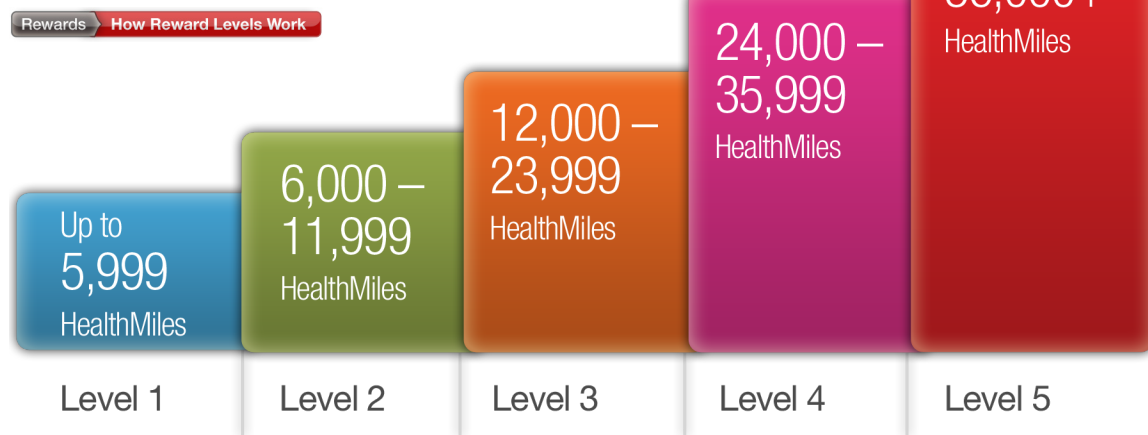 Rewards How Reward Levels Work
Up to
5,999
HealthMiles
6,000 –
11,999
HealthMiles
12,000 –
23,999
HealthMiles
24,000 –
35,999
HealthMiles
HealthMiles
Level 1
Level 2
Level 3
Level 4
Level 5